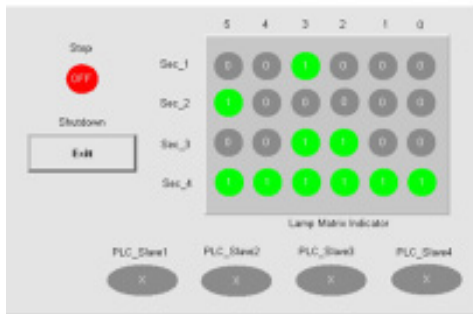 5 4 3 2 1 0
Stop
Sec_1 0 0 1 0 0 0
OFF
Sec_2 1 0 0 0 0 0
Shutdown
Sec_3 0 0 1 1 0 0
Exit
Sec_4 1 1 1 1 1 1
Lamp Matrix Indicator
PLC_Slave1 PLC_Slave2 PLC_Slave3 PLC_Slave4
X X X X